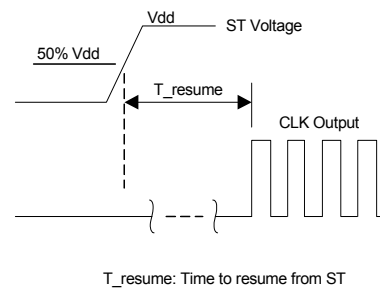 Vdd
ST Voltage
50% Vdd
T_resume
CLK Output
T_resume: Time to resume from ST